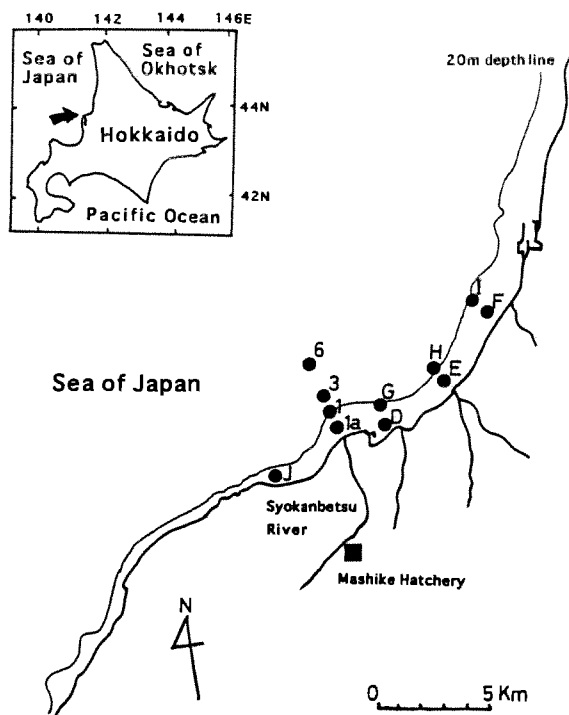 140 142 144 146E
Sea of
Japan
Sea of
Okhotsk
44N
Hokkaido
42N
Pacific Ocean
20m depth line
I
F
6
H
E
Sea of Japan
3
1
G
1a
D
J
Syokanbetsu
River
Mashike Hatchery
N
0 5 Km